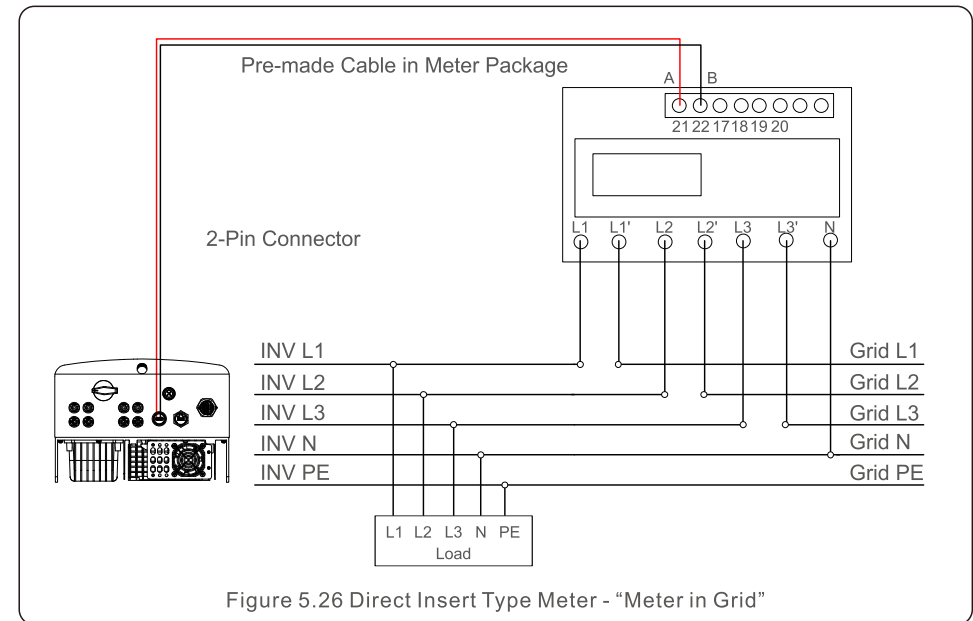 Pre-made Cable in Meter Package
A B
21 22 17 18 19 20
2-Pin Connector
L1 L1' L2 L2' L3 L3' N
INV L1 Grid L1
INV L2 Grid L2
INV L3 Grid L3
INV N Grid N
INV PE Grid PE
L1 L2 L3 N PE
Load
Figure 5.26 Direct Insert Type Meter - “Meter in Grid”